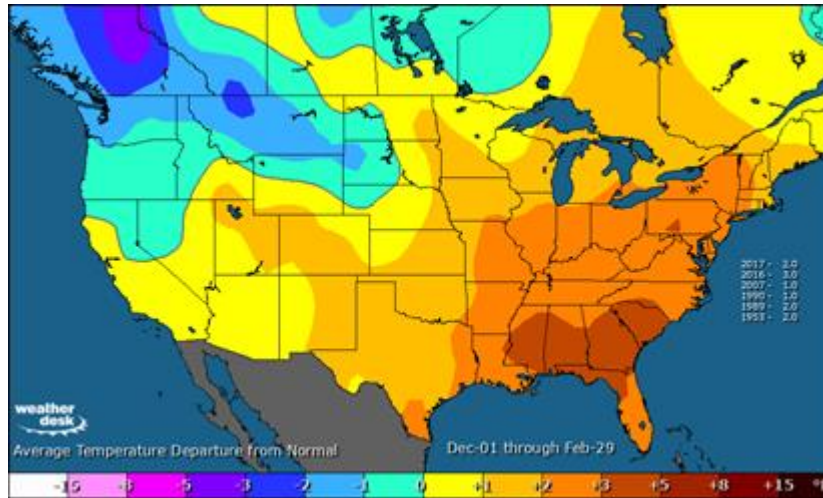 2017 - 2.0
2016 - 3.0
2007 - 1.0
1990 - 1.0
1989 - 2.0
1953 - 2.0
weather
desk
Average Temperature Departure from Normal
Dec-01 through Feb-29
-15 -8 -5 -3 -1 0 +1 +3 +5 +8 +15 °F